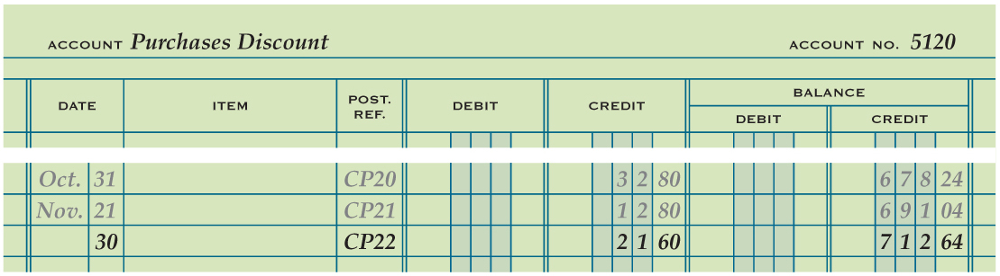 ACCOUNT Purchases Discount ACCOUNT NO. 5120
DATE ITEM POST. REF. DEBIT CREDIT BALANCE
DEBIT CREDIT
Oct. 31 CP20 32 80 678 24
Nov. 21 CP21 12 80 691 04
30 CP22 21 60 712 64